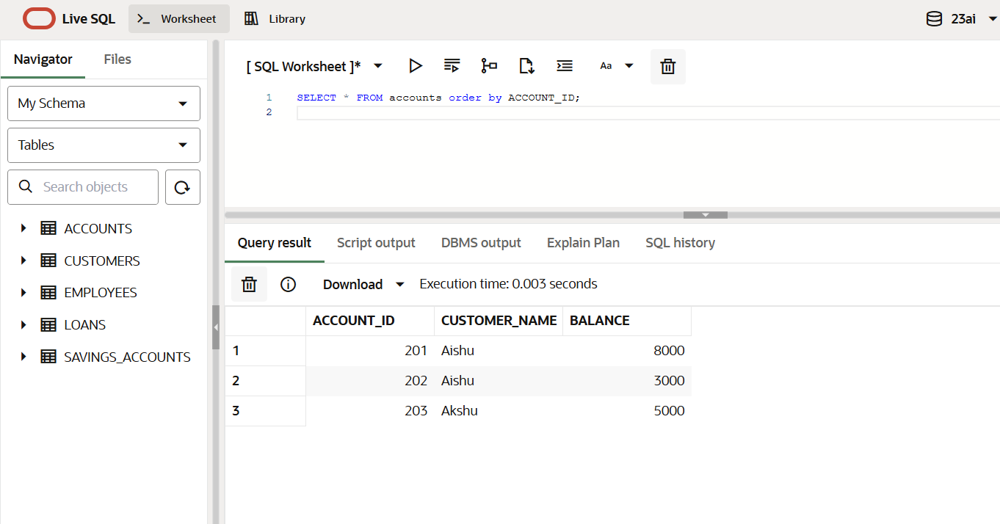 Live SQL >_ Worksheet Library 23ai
Navigator Files
[ SQL Worksheet ]* Aa
My Schema
1 SELECT * FROM accounts order by ACCOUNT_ID;
2
Tables
Search objects
ACCOUNTS
CUSTOMERS
EMPLOYEES
LOANS
SAVINGS_ACCOUNTS
Query result Script output DBMS output Explain Plan SQL history
Download Execution time: 0.003 seconds
ACCOUNT_ID CUSTOMER_NAME BALANCE
1 201 Aishu 8000
2 202 Aishu 3000
3 203 Akshu 5000